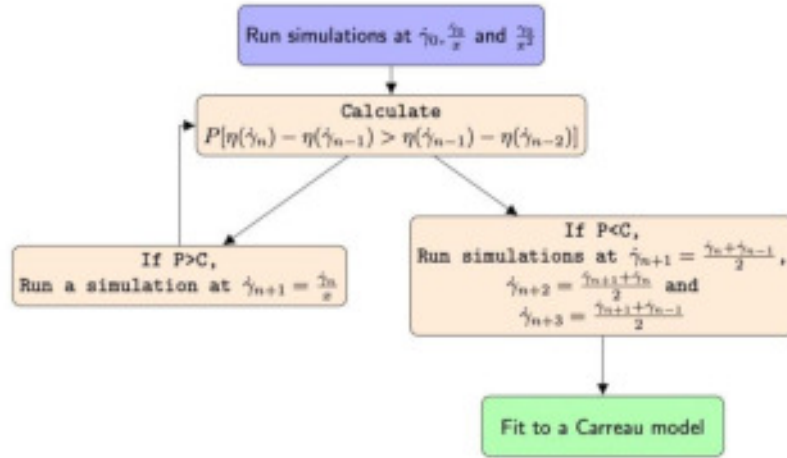 Run simulations at γ̇₀, γ̇₀/x and γ̇₀/x²
Calculate
P[η(γ̇ₙ) − η(γ̇ₙ₋₁) > η(γ̇ₙ₋₁) − η(γ̇ₙ₋₂)]
If P>C,
Run a simulation at γ̇ₙ₊₁ = γ̇ₙ/x
If P<C,
Run simulations at γ̇ₙ₊₁ = (γ̇ₙ+γ̇ₙ₋₁)/2,
γ̇ₙ₊₂ = (γ̇ₙ₊₁+γ̇ₙ)/2 and
γ̇ₙ₊₃ = (γ̇ₙ₊₁+γ̇ₙ₋₁)/2
Fit to a Carreau model